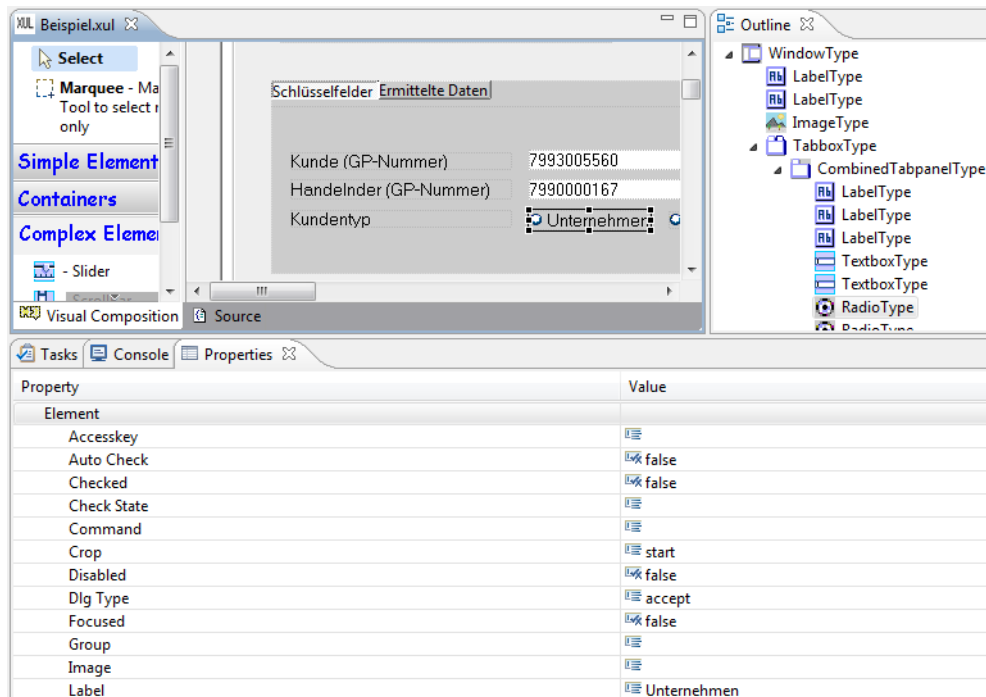 XUL Beispiel.xul
Select
Marquee - Ma
Tool to select r
only
Simple Element
Containers
Complex Elemen
- Slider
Schlüsselfelder Ermittelte Daten
Kunde (GP-Nummer) 7993005560
Handelnder (GP-Nummer) 7990000167
Kundentyp Unternehmen
Visual Composition Source
Outline
WindowType
LabelType
LabelType
ImageType
TabboxType
CombinedTabpanelType
LabelType
LabelType
LabelType
TextboxType
TextboxType
RadioType
RadioType
Tasks Console Properties
Property Value
Element
Accesskey
Auto Check false
Checked false
Check State
Command
Crop start
Disabled false
Dlg Type accept
Focused false
Group
Image
Label Unternehmen